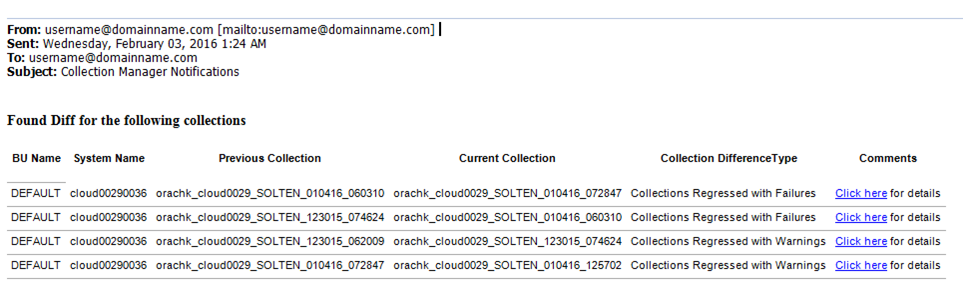 From: username@domainname.com [mailto:username@domainname.com]
Sent: Wednesday, February 03, 2016 1:24 AM
To: username@domainname.com
Subject: Collection Manager Notifications
Found Diff for the following collections
BU Name System Name Previous Collection Current Collection Collection DifferenceType Comments
DEFAULT cloud00290036 orachk_cloud0029_SOLTEN_010416_060310 orachk_cloud0029_SOLTEN_010416_072847 Collections Regressed with Failures Click here for details
DEFAULT cloud00290036 orachk_cloud0029_SOLTEN_123015_074624 orachk_cloud0029_SOLTEN_010416_060310 Collections Regressed with Failures Click here for details
DEFAULT cloud00290036 orachk_cloud0029_SOLTEN_123015_062009 orachk_cloud0029_SOLTEN_123015_074624 Collections Regressed with Warnings Click here for details
DEFAULT cloud00290036 orachk_cloud0029_SOLTEN_010416_072847 orachk_cloud0029_SOLTEN_010416_125702 Collections Regressed with Warnings Click here for details